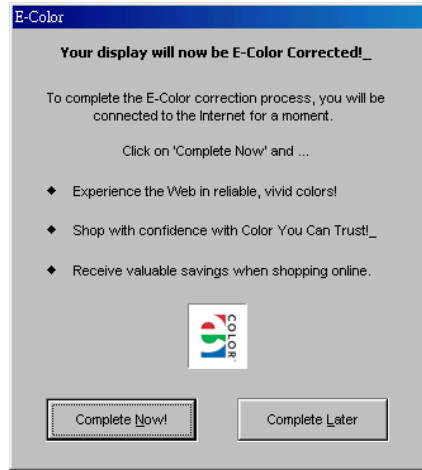 E-Color
Your display will now be E-Color Corrected!_
To complete the E-Color correction process, you will be
connected to the Internet for a moment.
Click on 'Complete Now' and ...
Experience the Web in reliable, vivid colors!
Shop with confidence with Color You Can Trust!_
Receive valuable savings when shopping online.
e COLOR
Complete Now!
Complete Later